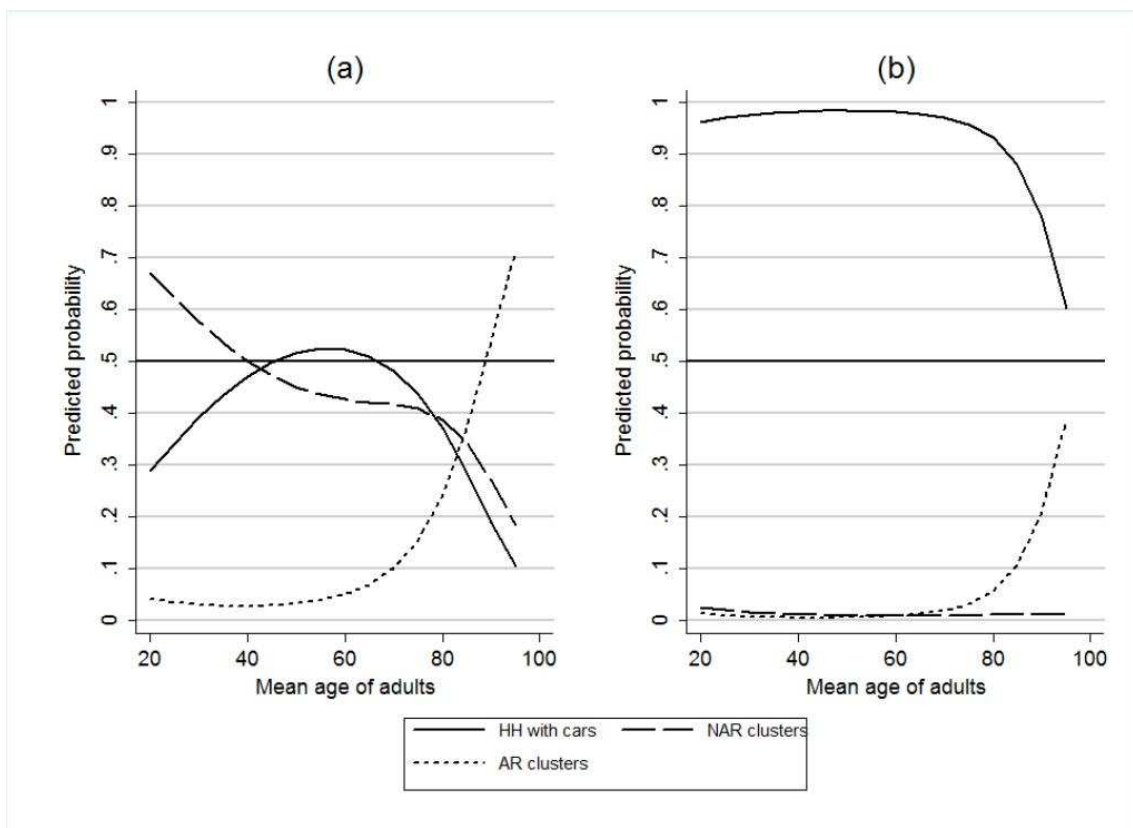 (a)
Predicted probability
1
.9
.8
.7
.6
.5
.4
.3
.2
.1
0
20 40 60 80 100
Mean age of adults
(b)
Predicted probability
1
.9
.8
.7
.6
.5
.4
.3
.2
.1
0
20 40 60 80 100
Mean age of adults
HH with cars NAR clusters
AR clusters